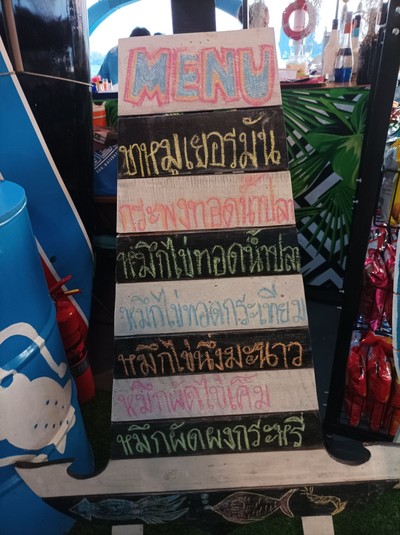 MENU
ขาหมูเยอรมัน
กระพงทอดน้ำปลา
หมึกไข่ทอดน้ำปลา
หมึกไข่ทอดกระเทียม
หมึกไข่นึ่งมะนาว
หมึกผัดไข่เค็ม
หมึกผัดผงกระหรี่